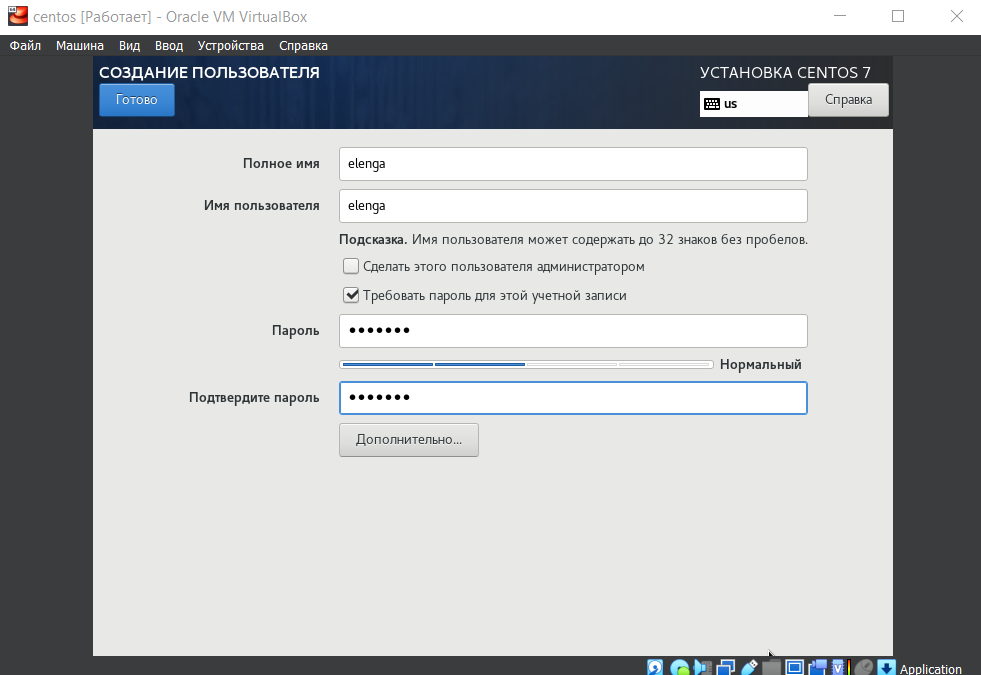 centos [Работает] - Oracle VM VirtualBox
Файл Машина Вид Ввод Устройства Справка
СОЗДАНИЕ ПОЛЬЗОВАТЕЛЯ
УСТАНОВКА CENTOS 7
Готово
us
Справка
Полное имя
elenga
Имя пользователя
elenga
Подсказка. Имя пользователя может содержать до 32 знаков без пробелов.
Сделать этого пользователя администратором
Требовать пароль для этой учетной записи
Пароль
•••••••
Нормальный
Подтвердите пароль
•••••••
Дополнительно...
Application